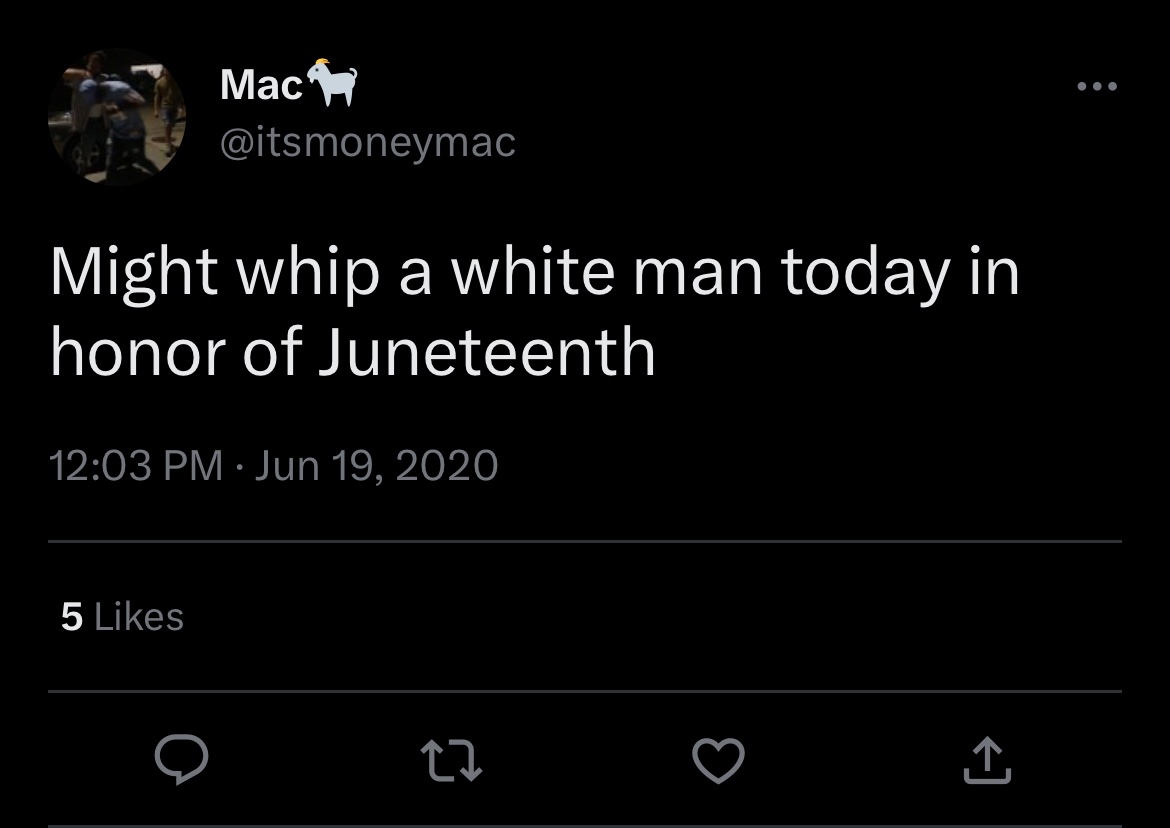 Mac🐐
@itsmoneymac
Might whip a white man today in
honor of Juneteenth
12:03 PM · Jun 19, 2020
5 Likes